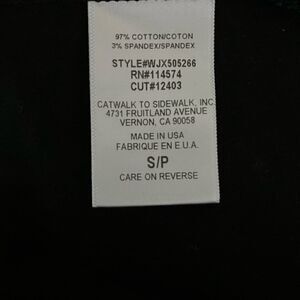 97% COTTON/COTON
3% SPANDEX/SPANDEX
STYLE#WJX505266
RN#114574
CUT#12403
CATWALK TO SIDEWALK, INC.
4731 FRUITLAND AVENUE
VERNON, CA 90058
MADE IN USA
FABRIQUE EN E.U.A.
S/P
CARE ON REVERSE